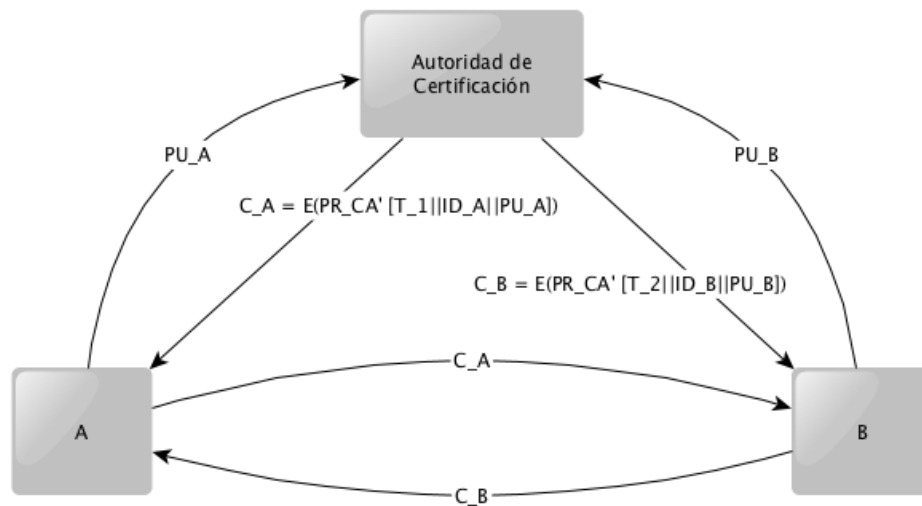 Autoridad de
Certificación
PU_A
PU_B
C_A = E(PR_CA' [T_1||ID_A||PU_A])
C_B = E(PR_CA' [T_2||ID_B||PU_B])
C_A
A
B
C_B